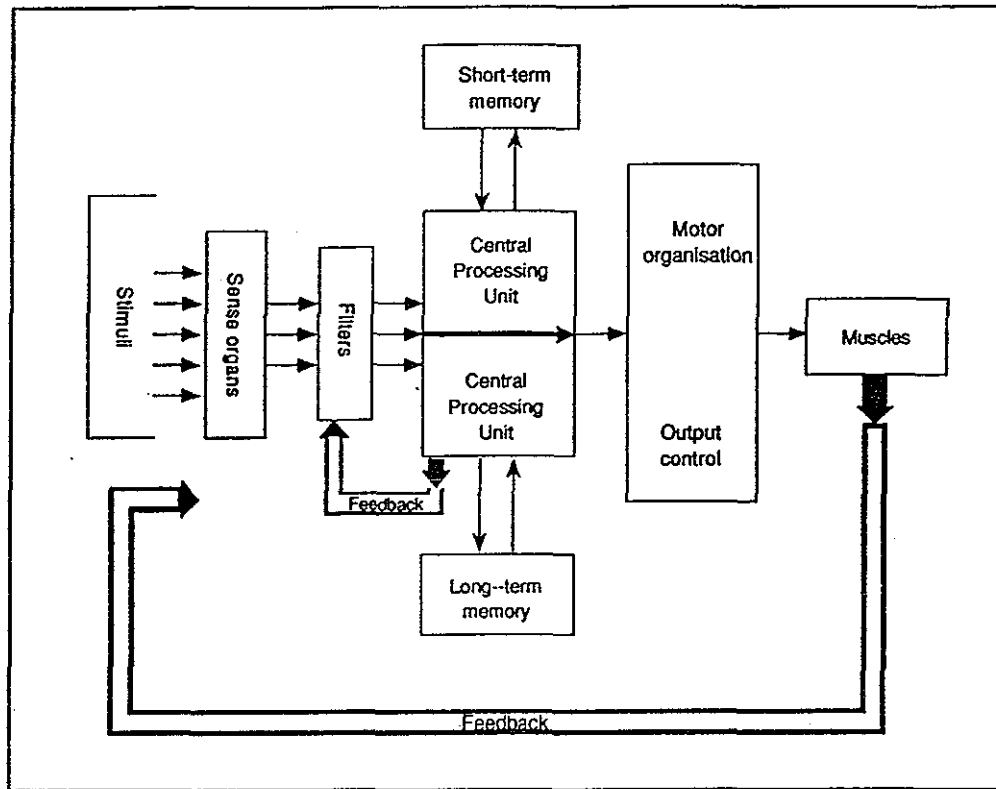 Short-term
memory
Stimuli
Sense organs
Filters
Central
Processing
Unit
Central
Processing
Unit
Motor
organisation
Output
control
Muscles
Feedback
Long--term
memory
Feedback